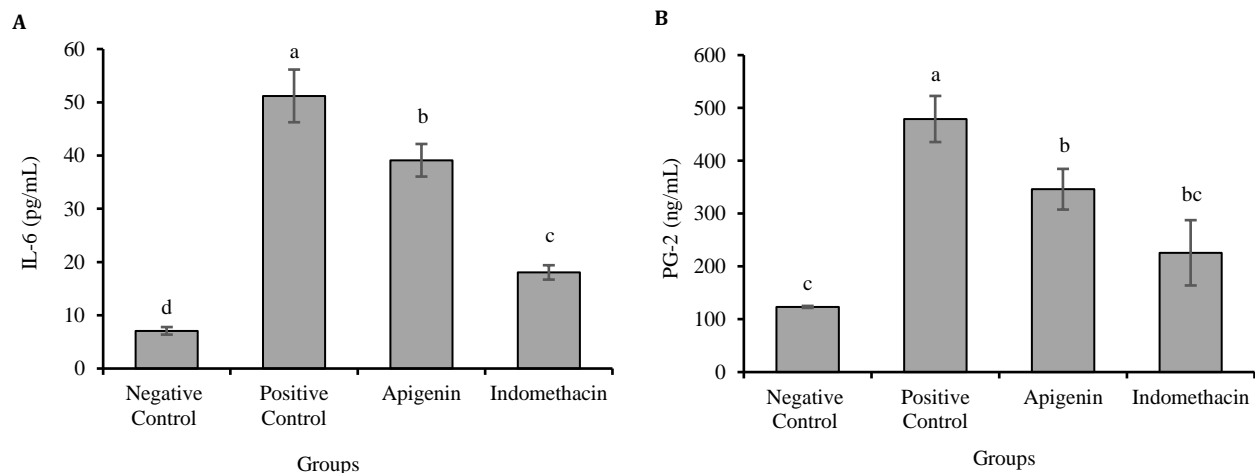 A
60
50
40
30
20
10
0
IL-6 (pg/mL)
d
a
b
c
Negative Control
Positive Control
Apigenin
Indomethacin
Groups
B
600
500
400
300
200
100
0
PG-2 (ng/mL)
c
a
b
bc
Negative Control
Positive Control
Apigenin
Indomethacin
Groups